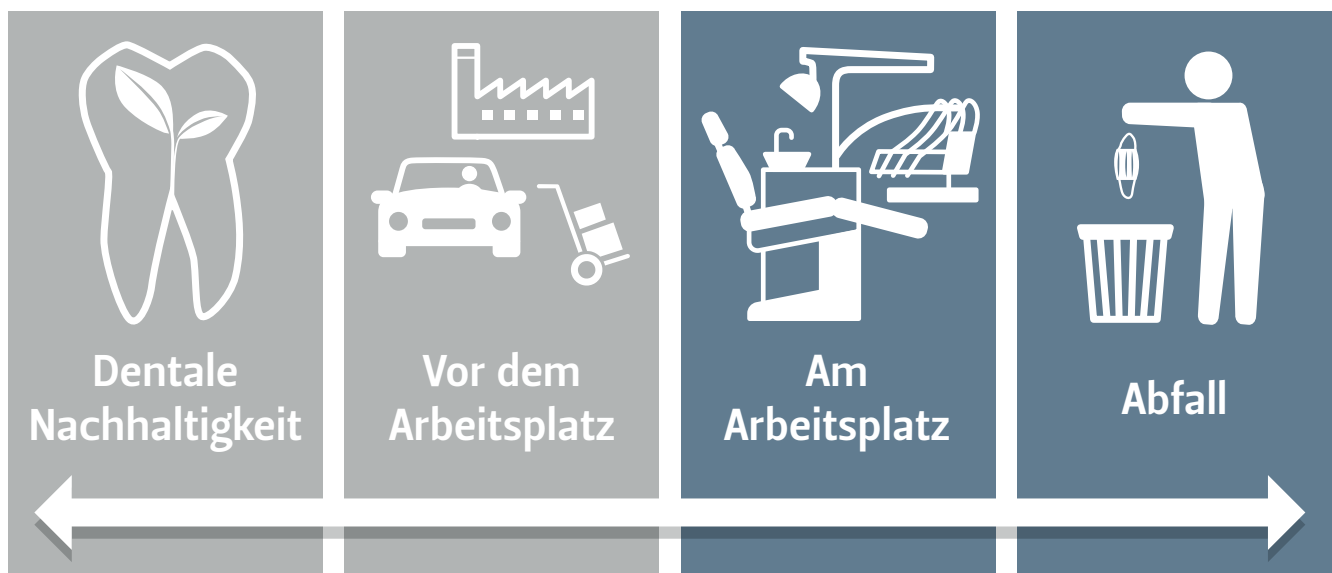 Dentale
Nachhaltigkeit
Vor dem
Arbeitsplatz
Am
Arbeitsplatz
Abfall